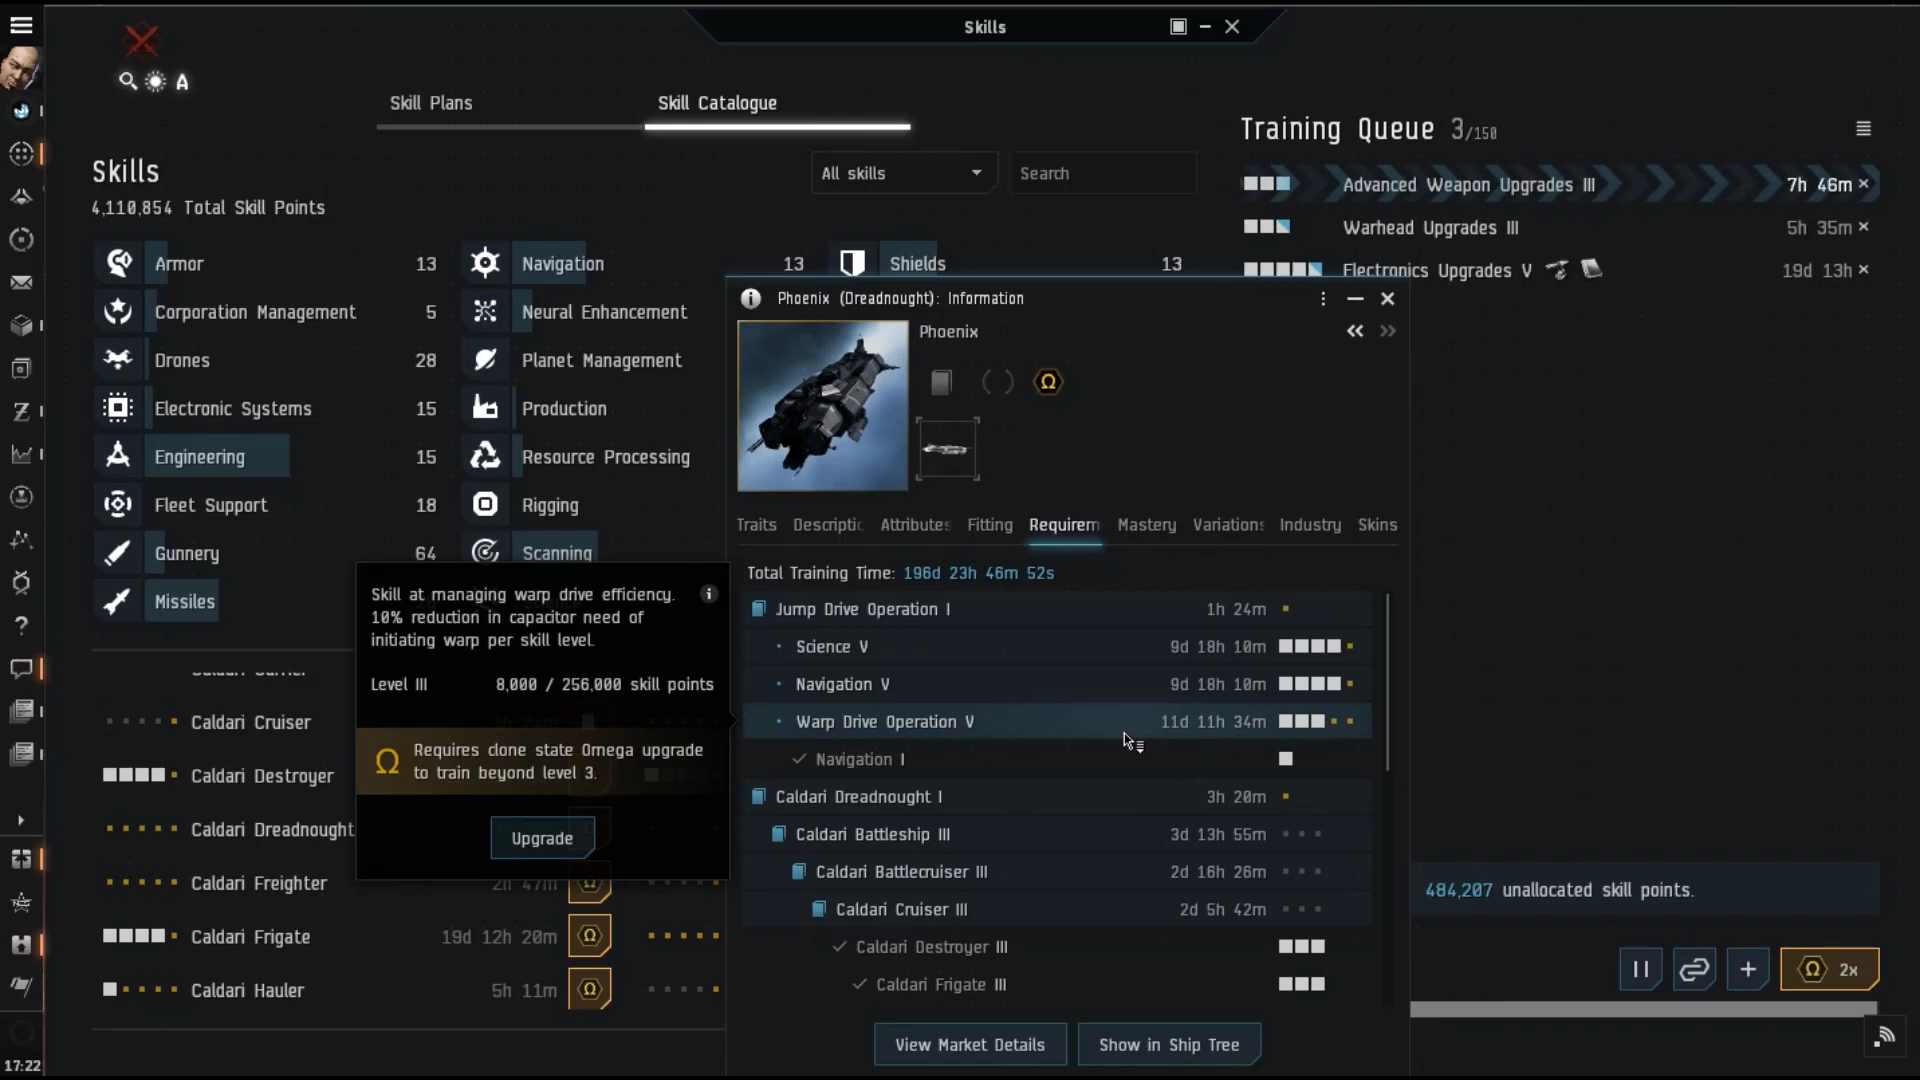 Skills
A
Skill Plans
Skill Catalogue
Training Queue 3/150
Skills
4,110,854 Total Skill Points
All skills
Search
Advanced Weapon Upgrades III
7h 46m ×
Warhead Upgrades III
5h 35m ×
Electronics Upgrades V
19d 13h ×
Armor 13
Navigation 13
Shields 13
Corporation Management 5
Neural Enhancement
Drones 28
Planet Management
Electronic Systems 15
Production
Engineering 15
Resource Processing
Fleet Support 18
Rigging
Gunnery 64
Scanning
Missiles
Phoenix (Dreadnought): Information
Phoenix
Traits
Descriptic
Attributes
Fitting
Requirem
Mastery
Variations
Industry
Skins
Total Training Time: 196d 23h 46m 52s
Jump Drive Operation I 1h 24m
Science V 9d 18h 10m
Navigation V 9d 18h 10m
Warp Drive Operation V 11d 11h 34m
Navigation I
Caldari Dreadnought I 3h 20m
Caldari Battleship III 3d 13h 55m
Caldari Battlecruiser III 2d 16h 26m
Caldari Cruiser III 2d 5h 42m
Caldari Destroyer III
Caldari Frigate III
View Market Details
Show in Ship Tree
Skill at managing warp drive efficiency.
10% reduction in capacitor need of
initiating warp per skill level.
Level III 8,000 / 256,000 skill points
Requires clone state Omega upgrade
to train beyond level 3.
Upgrade
Caldari Cruiser
Caldari Destroyer
Caldari Dreadnought
Caldari Freighter 2h 47m
Caldari Frigate 19d 12h 20m
Caldari Hauler 5h 11m
484,207 unallocated skill points.
Ω 2x
17:22